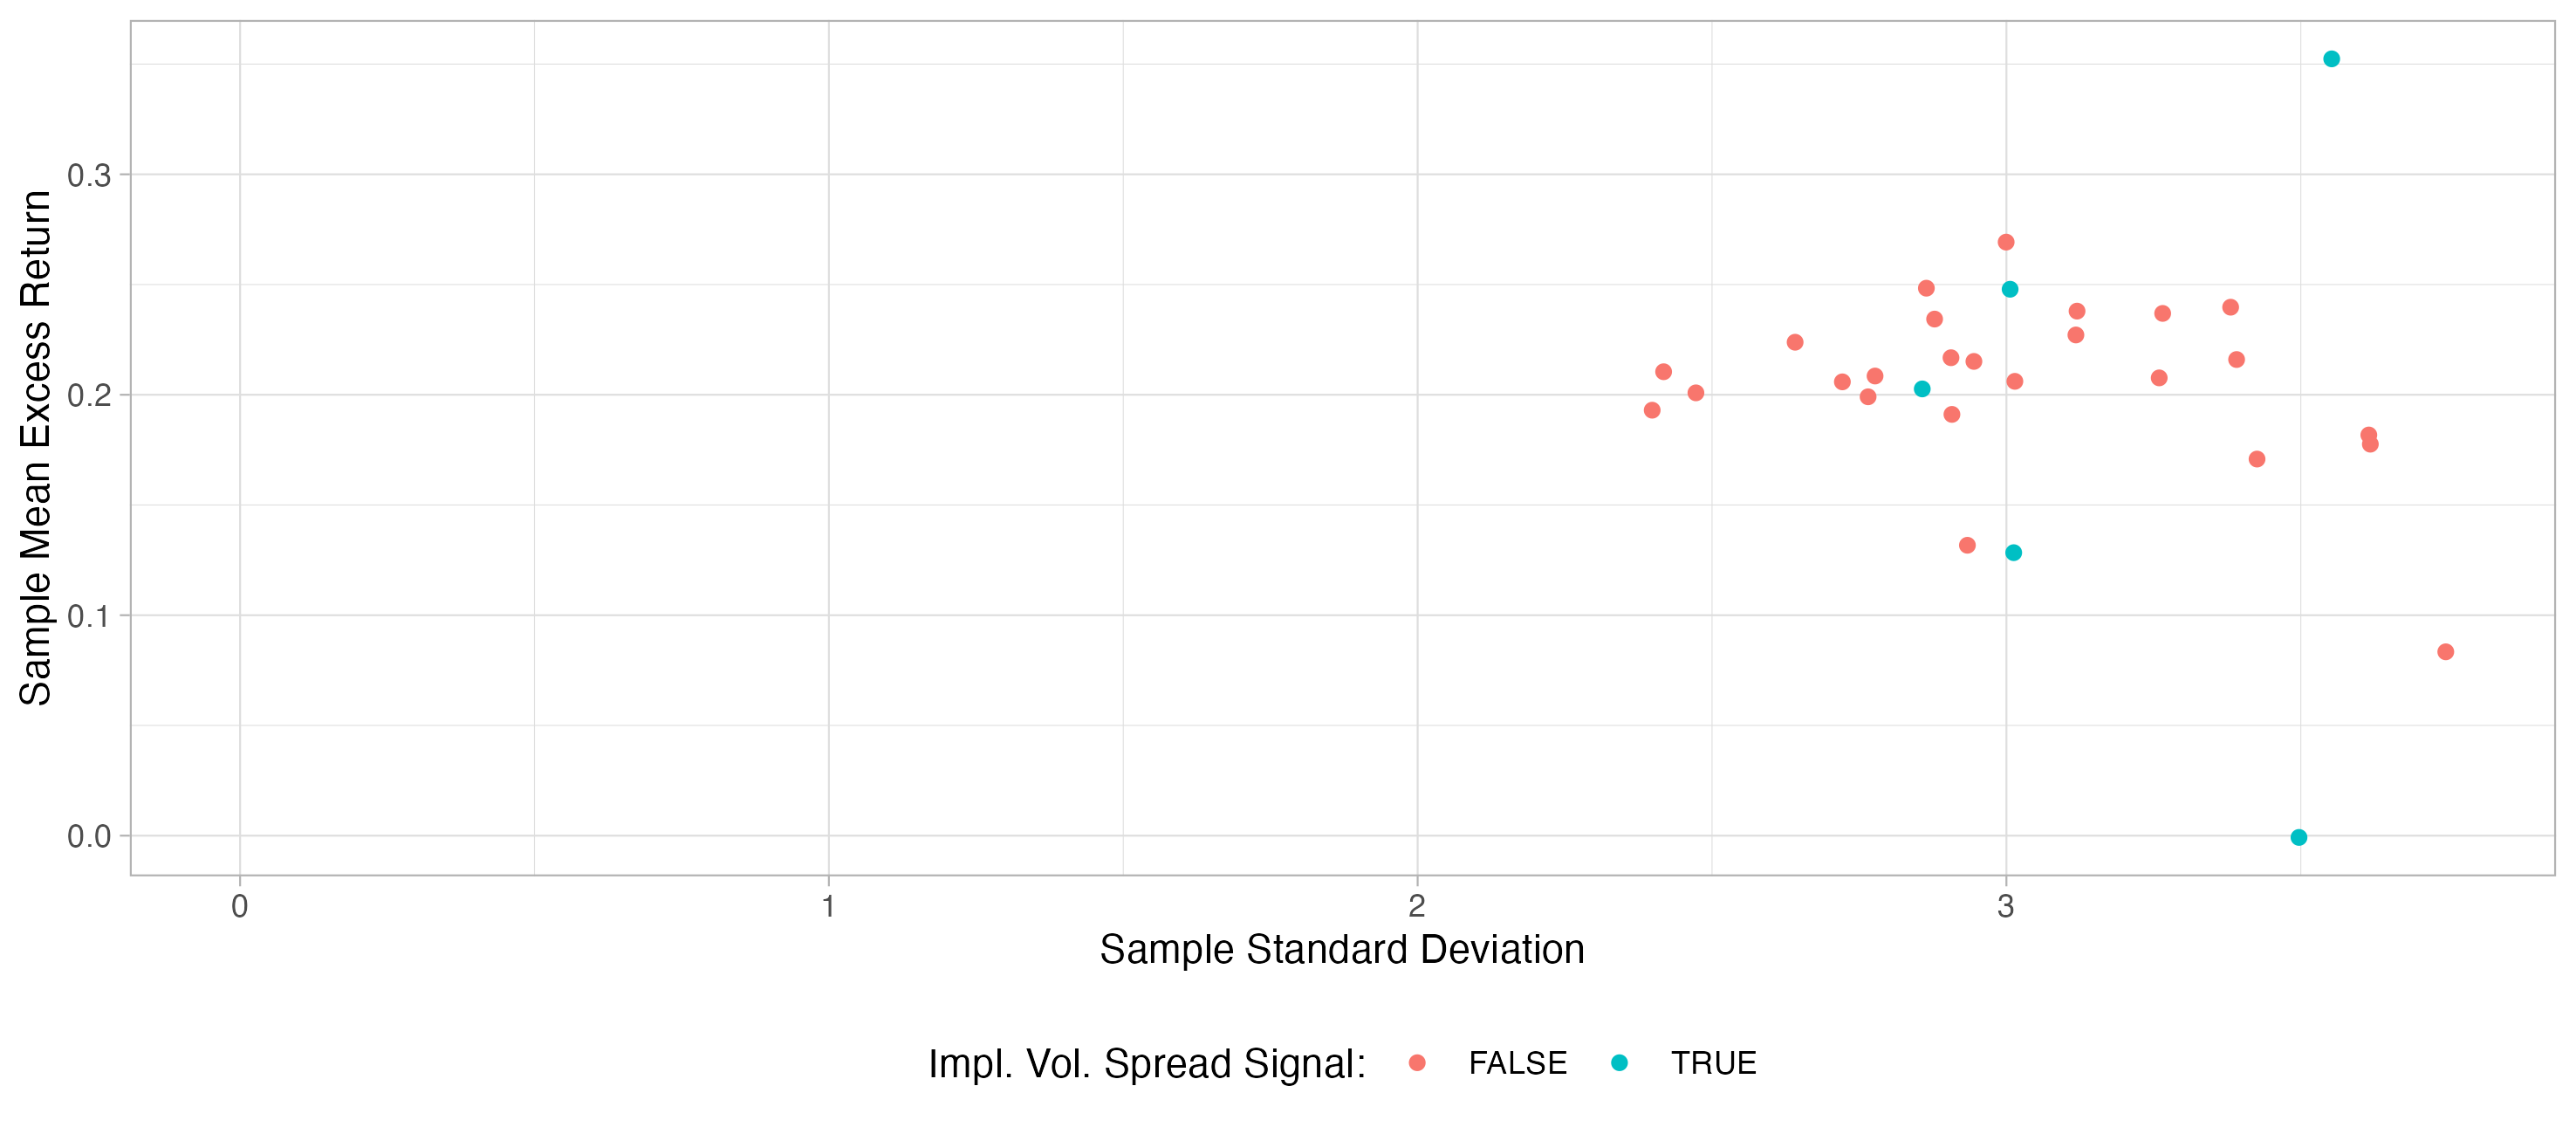 Sample Mean Excess Return
0.3
0.2
0.1
0.0
0 1 2 3
Sample Standard Deviation
Impl. Vol. Spread Signal: FALSE TRUE